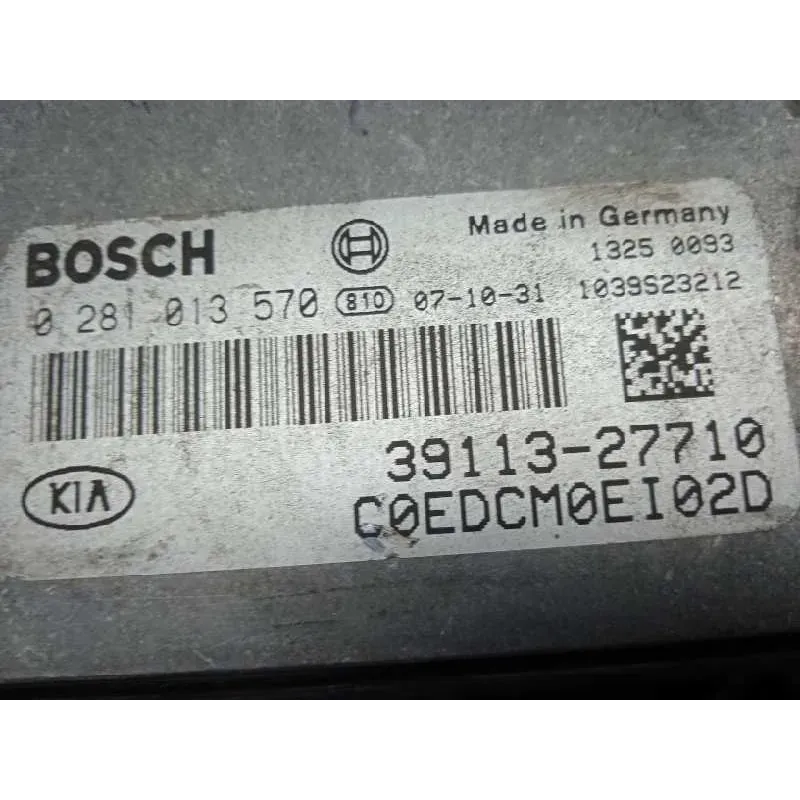 BOSCH
Made in Germany
1325 0093
0 281 013 570 810 07-10-31 1039S23212
39113-27710
KIA
C0EDCM0EI02D